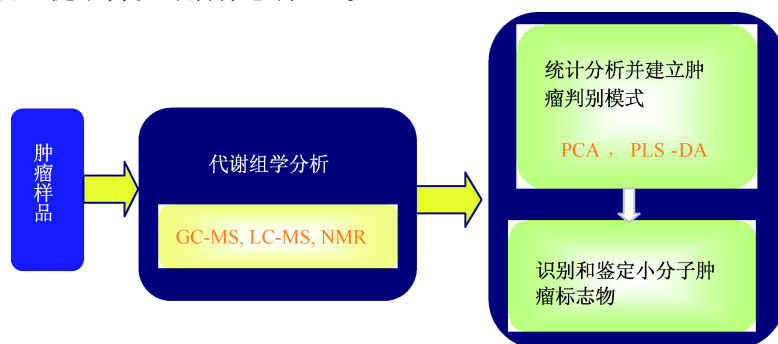 肿瘤样品
代谢组学分析
GC-MS, LC-MS, NMR
统计分析并建立肿
瘤判别模式
PCA ， PLS -DA
识别和鉴定小分子肿
瘤标志物